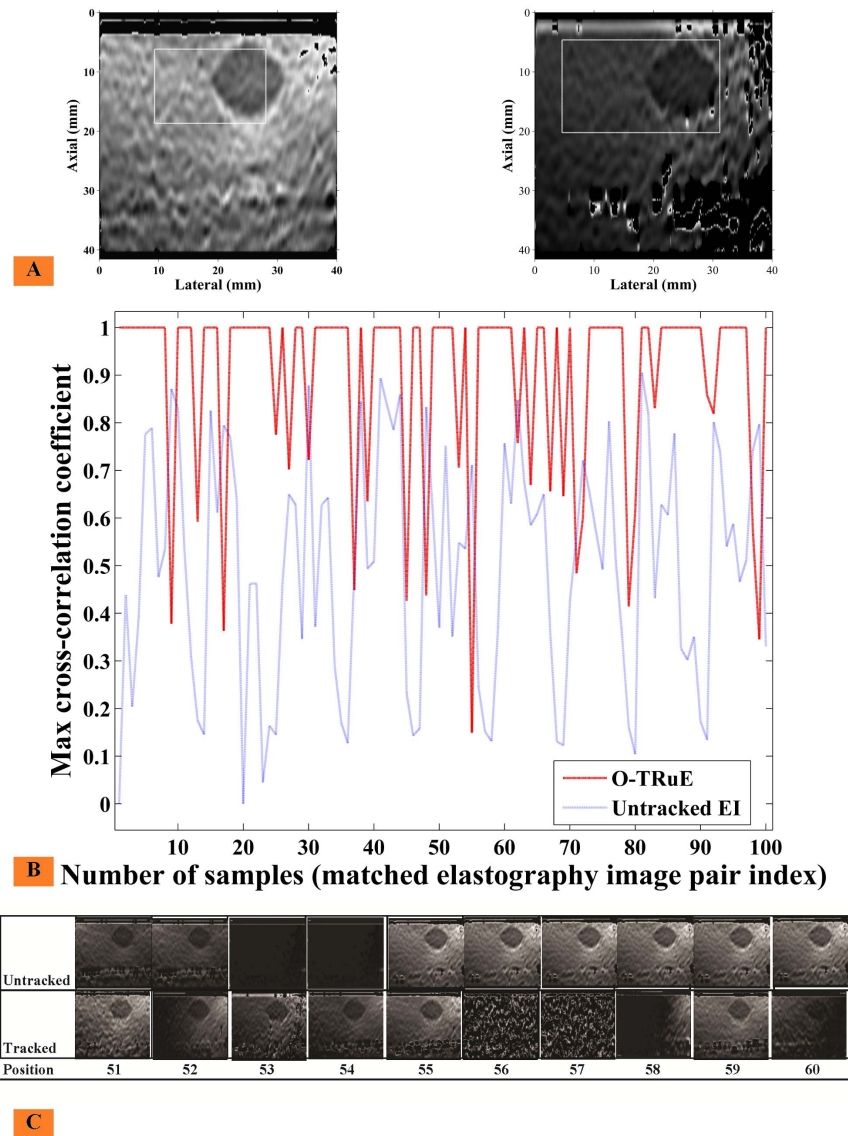 0
10
20
30
40
Axial (mm)
0
10
20
30
40
Lateral (mm)
0
10
20
30
40
Axial (mm)
0
10
20
30
40
Lateral (mm)
A
1
0.9
0.8
0.7
0.6
0.5
0.4
0.3
0.2
0.1
0
Max cross-correlation coefficient
O-TRuE
Untracked EI
10 20 30 40 50 60 70 80 90 100
B
Number of samples (matched elastography image pair index)
Untracked
Tracked
Position 51 52 53 54 55 56 57 58 59 60
C